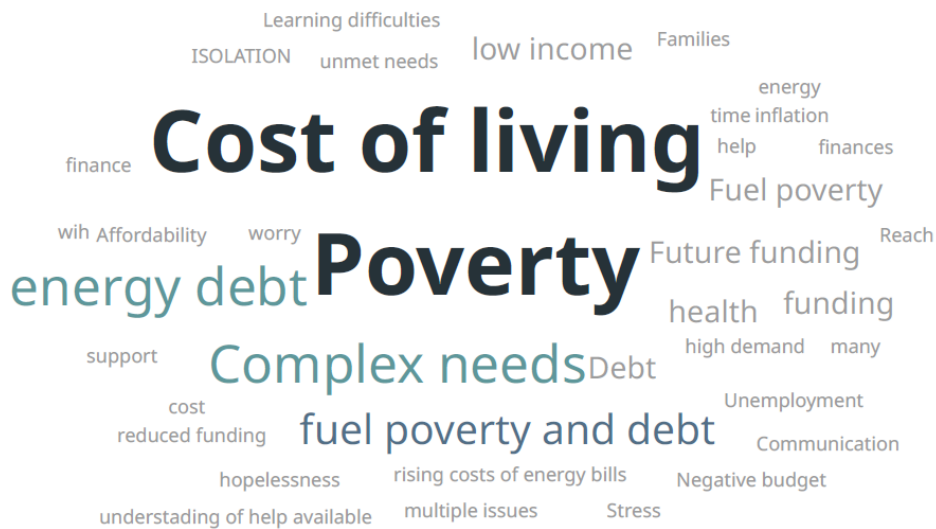 Learning difficulties
ISOLATION
unmet needs
low income
Families
energy
time inflation
Cost of living
help
finances
finance
Fuel poverty
wih
Affordability
worry
Poverty
Future funding
Reach
energy debt
health
funding
support
Complex needs
Debt
high demand
many
cost
reduced funding
fuel poverty and debt
Unemployment
Communication
hopelessness
rising costs of energy bills
Negative budget
understading of help available
multiple issues
Stress